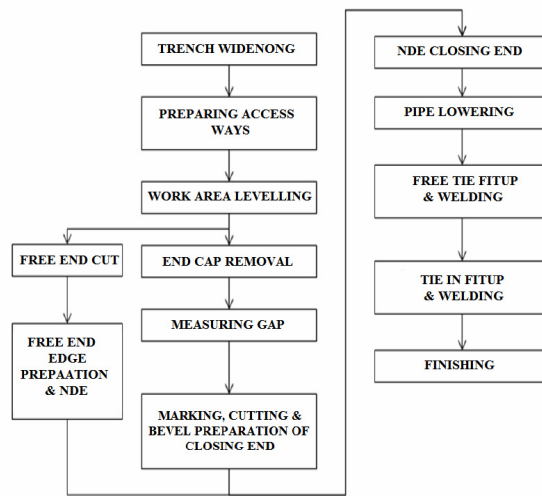 TRENCH WIDENONG
PREPARING ACCESS
WAYS
WORK AREA LEVELLING
FREE END CUT
END CAP REMOVAL
MEASURING GAP
FREE END
EDGE
PREPAATION
& NDE
MARKING, CUTTING &
BEVEL PREPARATION OF
CLOSING END
NDE CLOSING END
PIPE LOWERING
FREE TIE FITUP
& WELDING
TIE IN FITUP
& WELDING
FINISHING